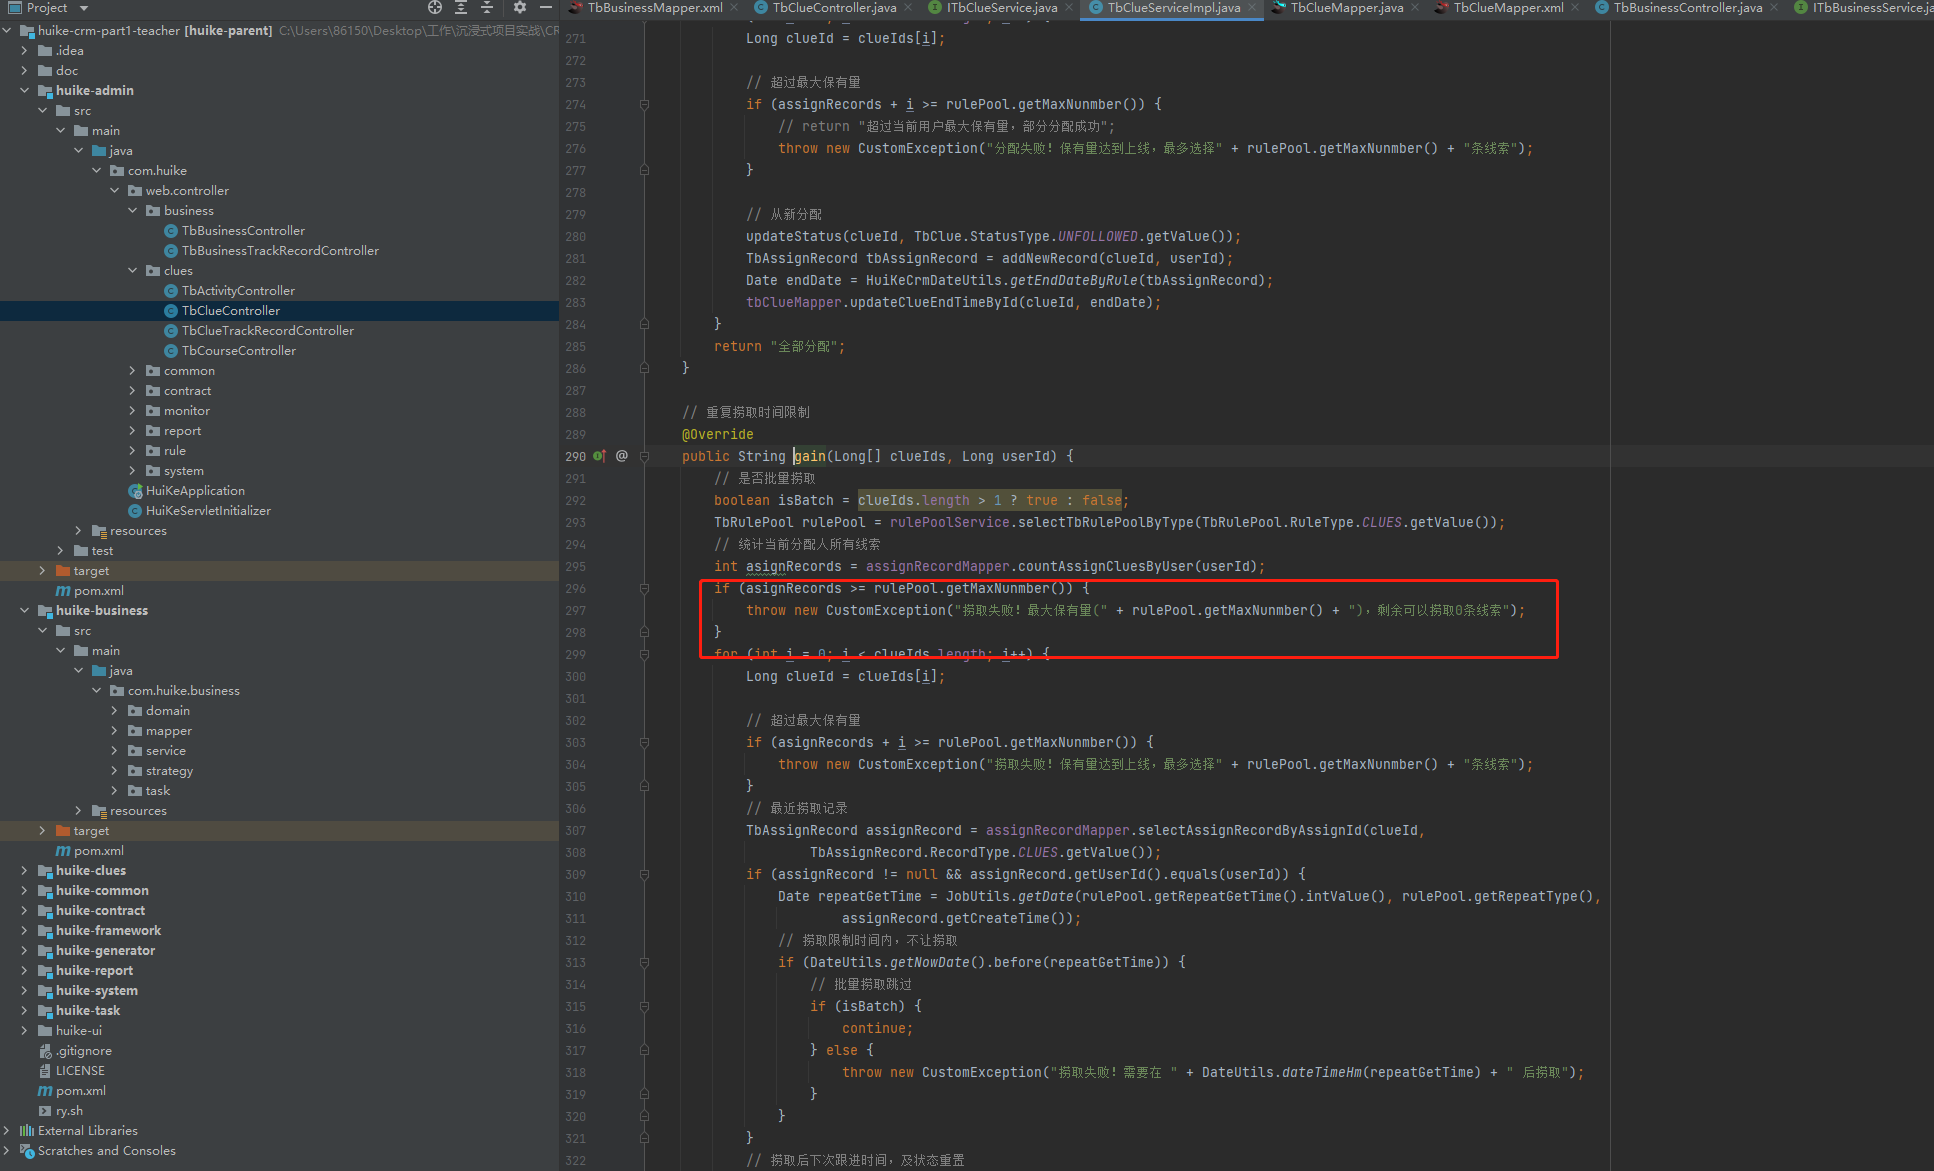 Project
huike-crm-part1-teacher [huike-parent] C:\Users\86150\Desktop\工作\沉浸式项目实战\CR
.idea
doc
huike-admin
src
main
java
com.huike
web.controller
business
TbBusinessController
TbBusinessTrackRecordController
clues
TbActivityController
TbClueController
TbClueTrackRecordController
TbCourseController
common
contract
monitor
report
rule
system
HuiKeApplication
HuiKeServletInitializer
resources
test
target
pom.xml
huike-business
src
main
java
com.huike.business
domain
mapper
service
strategy
task
resources
target
pom.xml
huike-clues
huike-common
huike-contract
huike-framework
huike-generator
huike-report
huike-system
huike-task
huike-ui
.gitignore
LICENSE
pom.xml
ry.sh
External Libraries
Scratches and Consoles
TbBusinessMapper.xml TbClueController.java ITbClueService.java TbClueServiceImpl.java TbClueMapper.java TbClueMapper.xml TbBusinessController.java ITbBusinessService.ja
271 Long clueId = clueIds[i];
272
273 // 超过最大保有量
274 if (assignRecords + i >= rulePool.getMaxNunmber()) {
275 // return "超过当前用户最大保有量，部分分配成功";
276 throw new CustomException("分配失败！保有量达到上线，最多选择" + rulePool.getMaxNunmber() + "条线索");
277 }
278
279 // 从新分配
280 updateStatus(clueId, TbClue.StatusType.UNFOLLOWED.getValue());
281 TbAssignRecord tbAssignRecord = addNewRecord(clueId, userId);
282 Date endDate = HuiKeCrmDateUtils.getEndDateByRule(tbAssignRecord);
283 tbClueMapper.updateClueEndTimeById(clueId, endDate);
284 }
285 return "全部分配";
286 }
287
288 // 重复捞取时间限制
289 @Override
290 @ public String gain(Long[] clueIds, Long userId) {
291 // 是否批量捞取
292 boolean isBatch = clueIds.length > 1 ? true : false;
293 TbRulePool rulePool = rulePoolService.selectTbRulePoolByType(TbRulePool.RuleType.CLUES.getValue());
294 // 统计当前分配人所有线索
295 int asignRecords = assignRecordMapper.countAssignCluesByUser(userId);
296 if (asignRecords >= rulePool.getMaxNunmber()) {
297 throw new CustomException("捞取失败！最大保有量(" + rulePool.getMaxNunmber() + ")，剩余可以捞取0条线索");
298 }
299 for (int i = 0; i < clueIds.length; i++) {
300 Long clueId = clueIds[i];
301
302 // 超过最大保有量
303 if (asignRecords + i >= rulePool.getMaxNunmber()) {
304 throw new CustomException("捞取失败！保有量达到上线，最多选择" + rulePool.getMaxNunmber() + "条线索");
305 }
306 // 最近捞取记录
307 TbAssignRecord assignRecord = assignRecordMapper.selectAssignRecordByAssignId(clueId,
308 TbAssignRecord.RecordType.CLUES.getValue());
309 if (assignRecord != null && assignRecord.getUserId().equals(userId)) {
310 Date repeatGetTime = JobUtils.getDate(rulePool.getRepeatGetTime().intValue(), rulePool.getRepeatType(),
311 assignRecord.getCreateTime());
312 // 捞取限制时间内，不让捞取
313 if (DateUtils.getNowDate().before(repeatGetTime)) {
314 // 批量捞取跳过
315 if (isBatch) {
316 continue;
317 } else {
318 throw new CustomException("捞取失败！需要在 " + DateUtils.dateTimeHm(repeatGetTime) + " 后捞取");
319 }
320 }
321 }
322 // 捞取后下次跟进时间，及状态重置